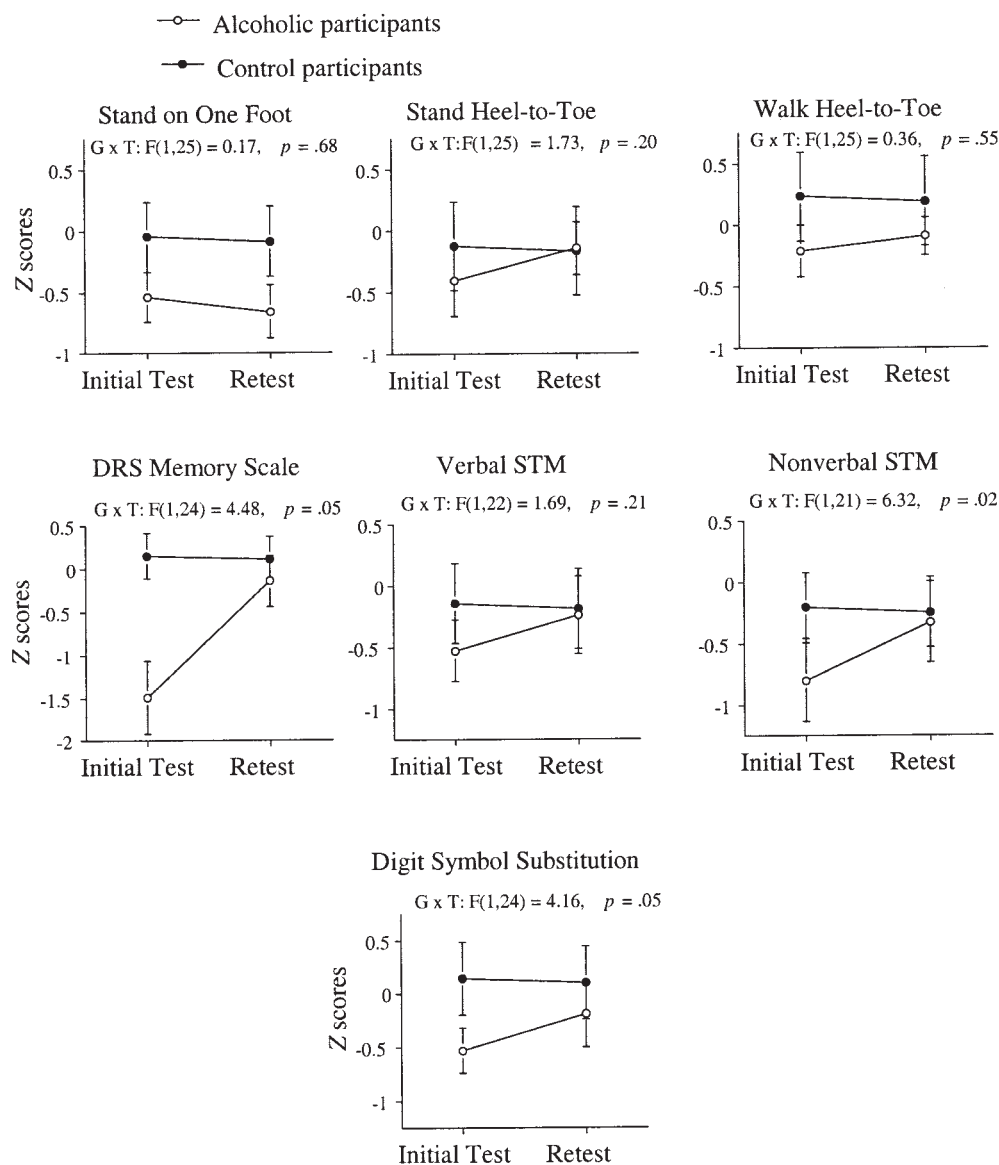 Alcoholic participants
Control participants
Stand on One Foot
G x T: F(1,25) = 0.17, p = .68
0.5
0
-0.5
-1
Z scores
Initial Test Retest
Stand Heel-to-Toe
G x T:F(1,25) = 1.73, p = .20
0.5
0
-0.5
-1
Initial Test Retest
Walk Heel-to-Toe
G x T: F(1,25) = 0.36, p = .55
0.5
0
-0.5
-1
Initial Test Retest
DRS Memory Scale
G x T: F(1,24) = 4.48, p = .05
0.5
0
-0.5
-1
-1.5
-2
Z scores
Initial Test Retest
Verbal STM
G x T: F(1,22) = 1.69, p = .21
0.5
0
-0.5
-1
Initial Test Retest
Nonverbal STM
G x T: F(1,21) = 6.32, p = .02
0.5
0
-0.5
-1
Initial Test Retest
Digit Symbol Substitution
G x T: F(1,24) = 4.16, p = .05
0.5
0
-0.5
-1
Z scores
Initial Test Retest